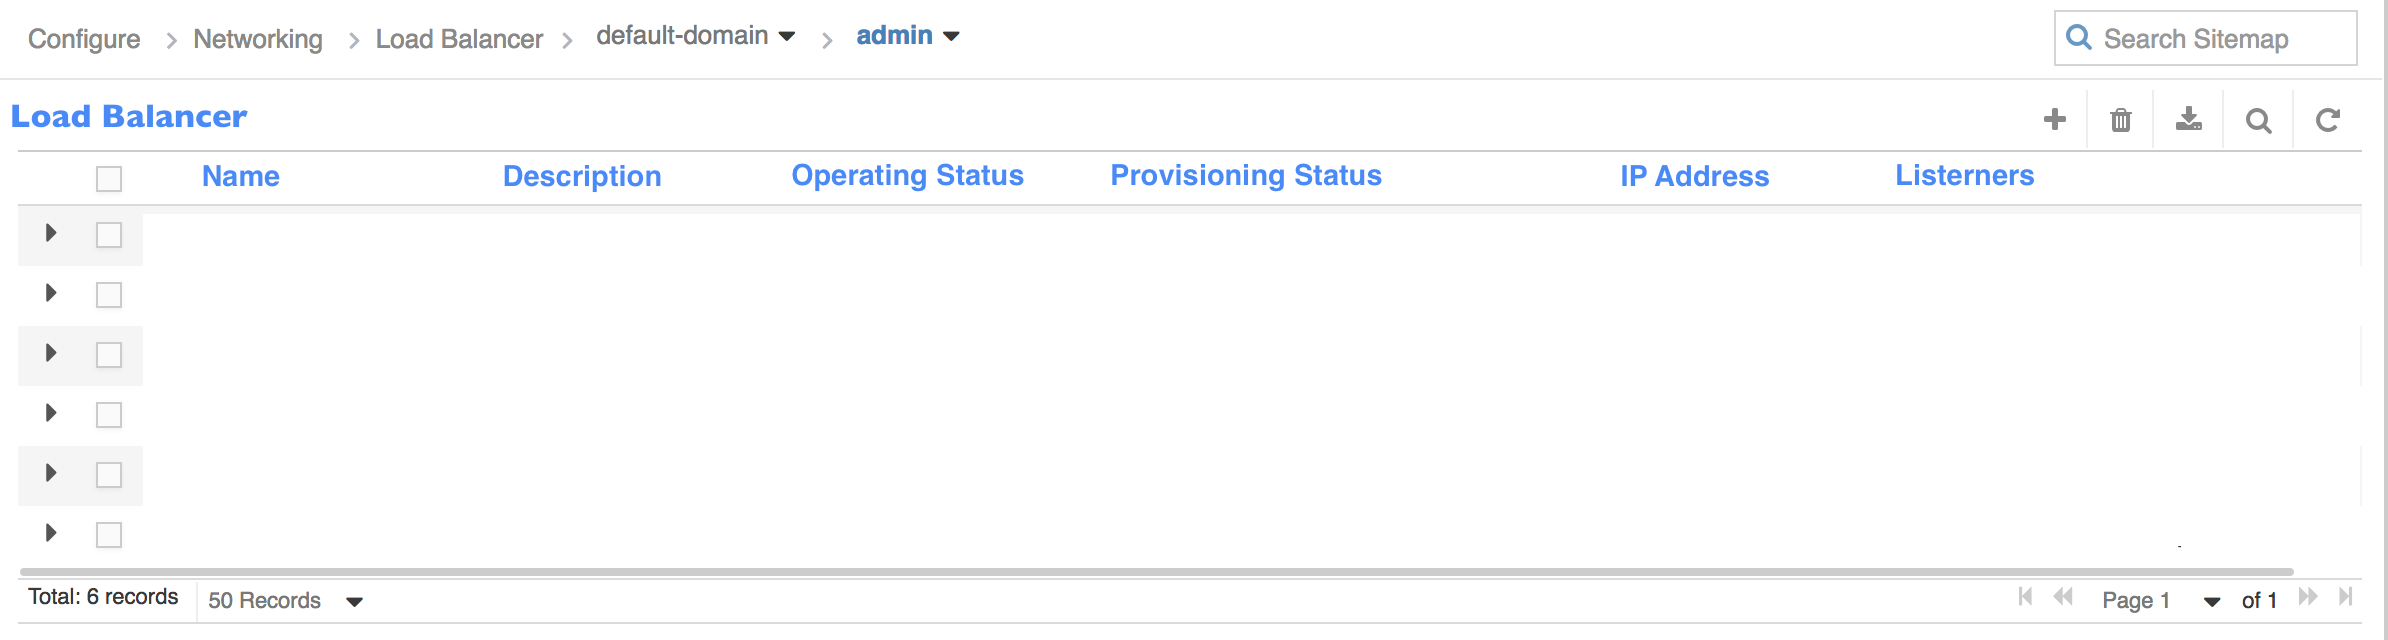 Configure Networking Load Balancer default-domain admin Search Sitemap
Load Balancer
Name Description Operating Status Provisioning Status IP Address Listerners
Total: 6 records 50 Records Page 1 of 1